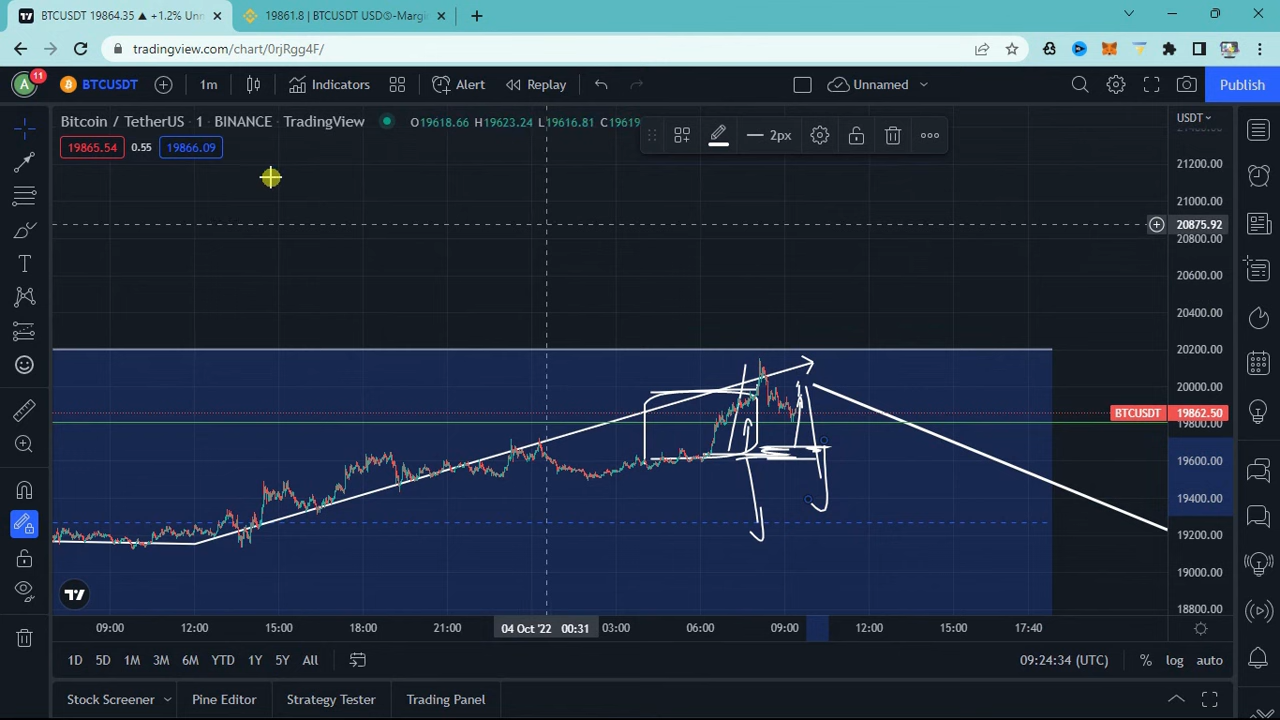 BTCUSDT 19864.35 ▲ +1.2% Unn
19861.8 | BTCUSDT USDⓈ-Margi
tradingview.com/chart/0rjRgg4F/
A 11 BTCUSDT 1m Indicators Alert Replay Unnamed Publish
Bitcoin / TetherUS · 1 · BINANCE · TradingView O19618.66 H19623.24 L19616.81 C1961
USDT
19865.54 0.55 19866.09
2px
21200.00
21000.00
20875.92
20800.00
20600.00
20400.00
20200.00
20000.00
BTCUSDT 19862.50
19800.00
19600.00
19400.00
19200.00
19000.00
18800.00
09:00 12:00 15:00 18:00 21:00 04 Oct '22 00:31 03:00 06:00 09:00 12:00 15:00 17:40
1D 5D 1M 3M 6M YTD 1Y 5Y All 09:24:34 (UTC) % log auto
Stock Screener Pine Editor Strategy Tester Trading Panel